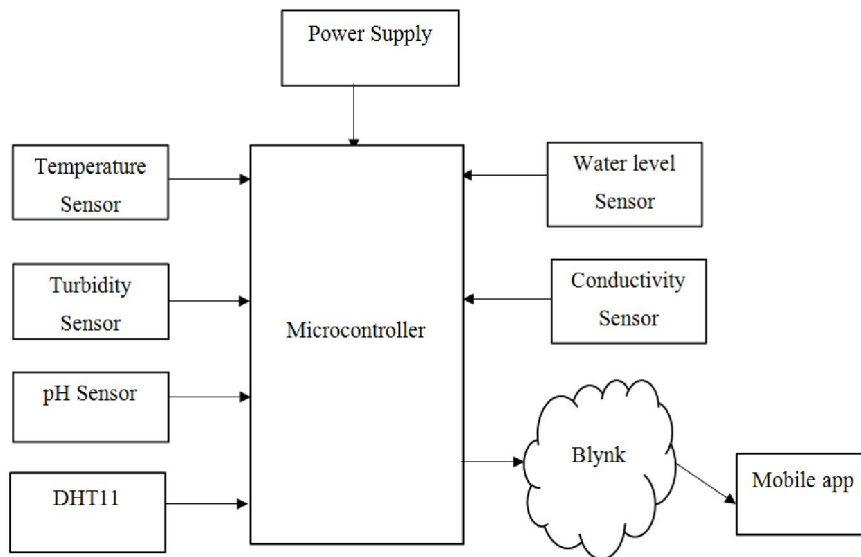 Power Supply
Temperature
Sensor
Water level
Sensor
Turbidity
Sensor
Conductivity
Sensor
Microcontroller
pH Sensor
Blynk
Mobile app
DHT11